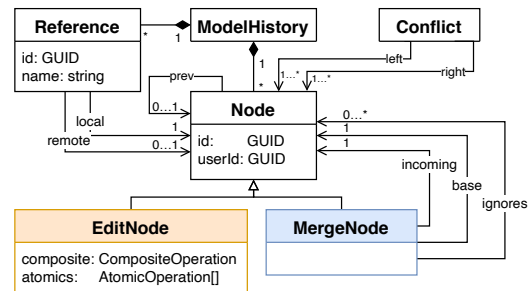 Reference
ModelHistory
Conflict
* 1
id: GUID
name: string
1
*
left
right
1...* 1...*
prev
0...1
Node
id: GUID
userId: GUID
local
remote
1
0...1
0...*
1
1
incoming
base
ignores
EditNode
composite: CompositeOperation
atomics: AtomicOperation[]
MergeNode